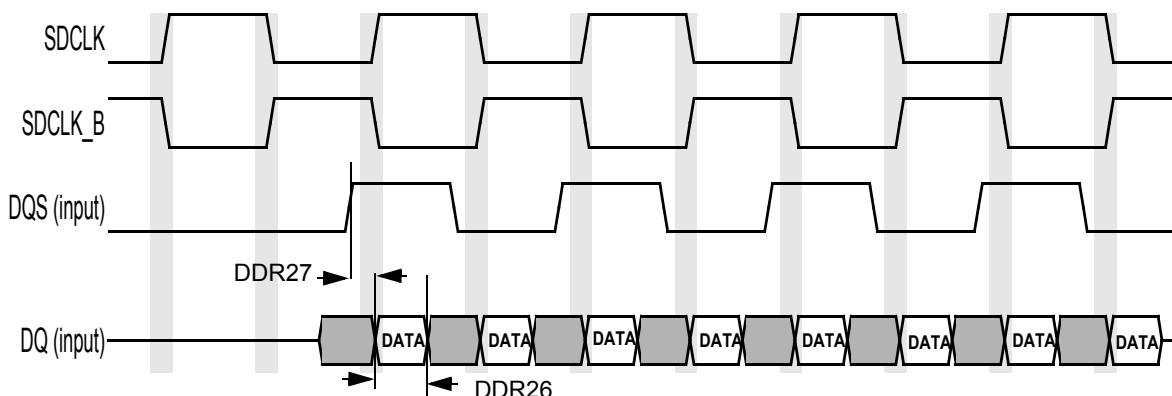 SDCLK
SDCLK_B
DQS (input)
DDR27
DQ (input)
DATA DATA DATA DATA DATA DATA DATA DATA
DDR26